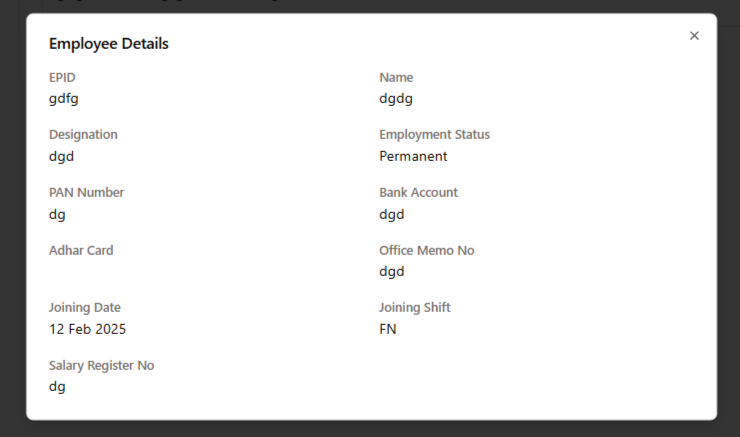 Employee Details
EPID
gdfg
Name
dgdg
Designation
dgd
Employment Status
Permanent
PAN Number
dg
Bank Account
dgd
Adhar Card
Office Memo No
dgd
Joining Date
12 Feb 2025
Joining Shift
FN
Salary Register No
dg